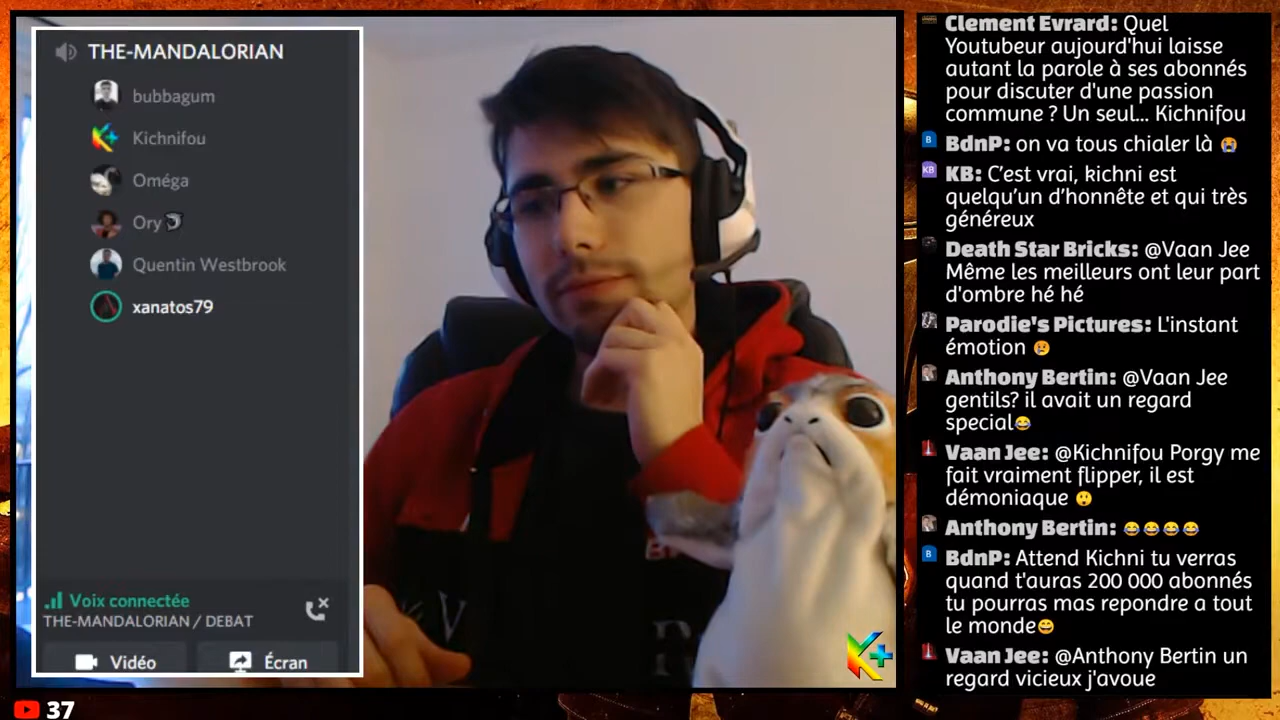 THE-MANDALORIAN
bubbagum
Kichnifou
Oméga
Ory
Quentin Westbrook
xanatos79
Voix connectée
THE-MANDALORIAN / DEBAT
Vidéo
Écran
K+
37
Clement Evrard: Quel
Youtubeur aujourd'hui laisse
autant la parole à ses abonnés
pour discuter d'une passion
commune ? Un seul... Kichnifou
B
BdnP: on va tous chialer là 😭
KB
KB: C'est vrai, kichni est
quelqu'un d'honnête et qui très
généreux
Death Star Bricks: @Vaan Jee
Même les meilleurs ont leur part
d'ombre hé hé
Parodie's Pictures: L'instant
émotion 😢
Anthony Bertin: @Vaan Jee
gentils? il avait un regard
special😂
Vaan Jee: @Kichnifou Porgy me
fait vraiment flipper, il est
démoniaque 😲
Anthony Bertin: 😂😂😂😂
B
BdnP: Attend Kichni tu verras
quand t'auras 200 000 abonnés
tu pourras mas repondre a tout
le monde😄
Vaan Jee: @Anthony Bertin un
regard vicieux j'avoue